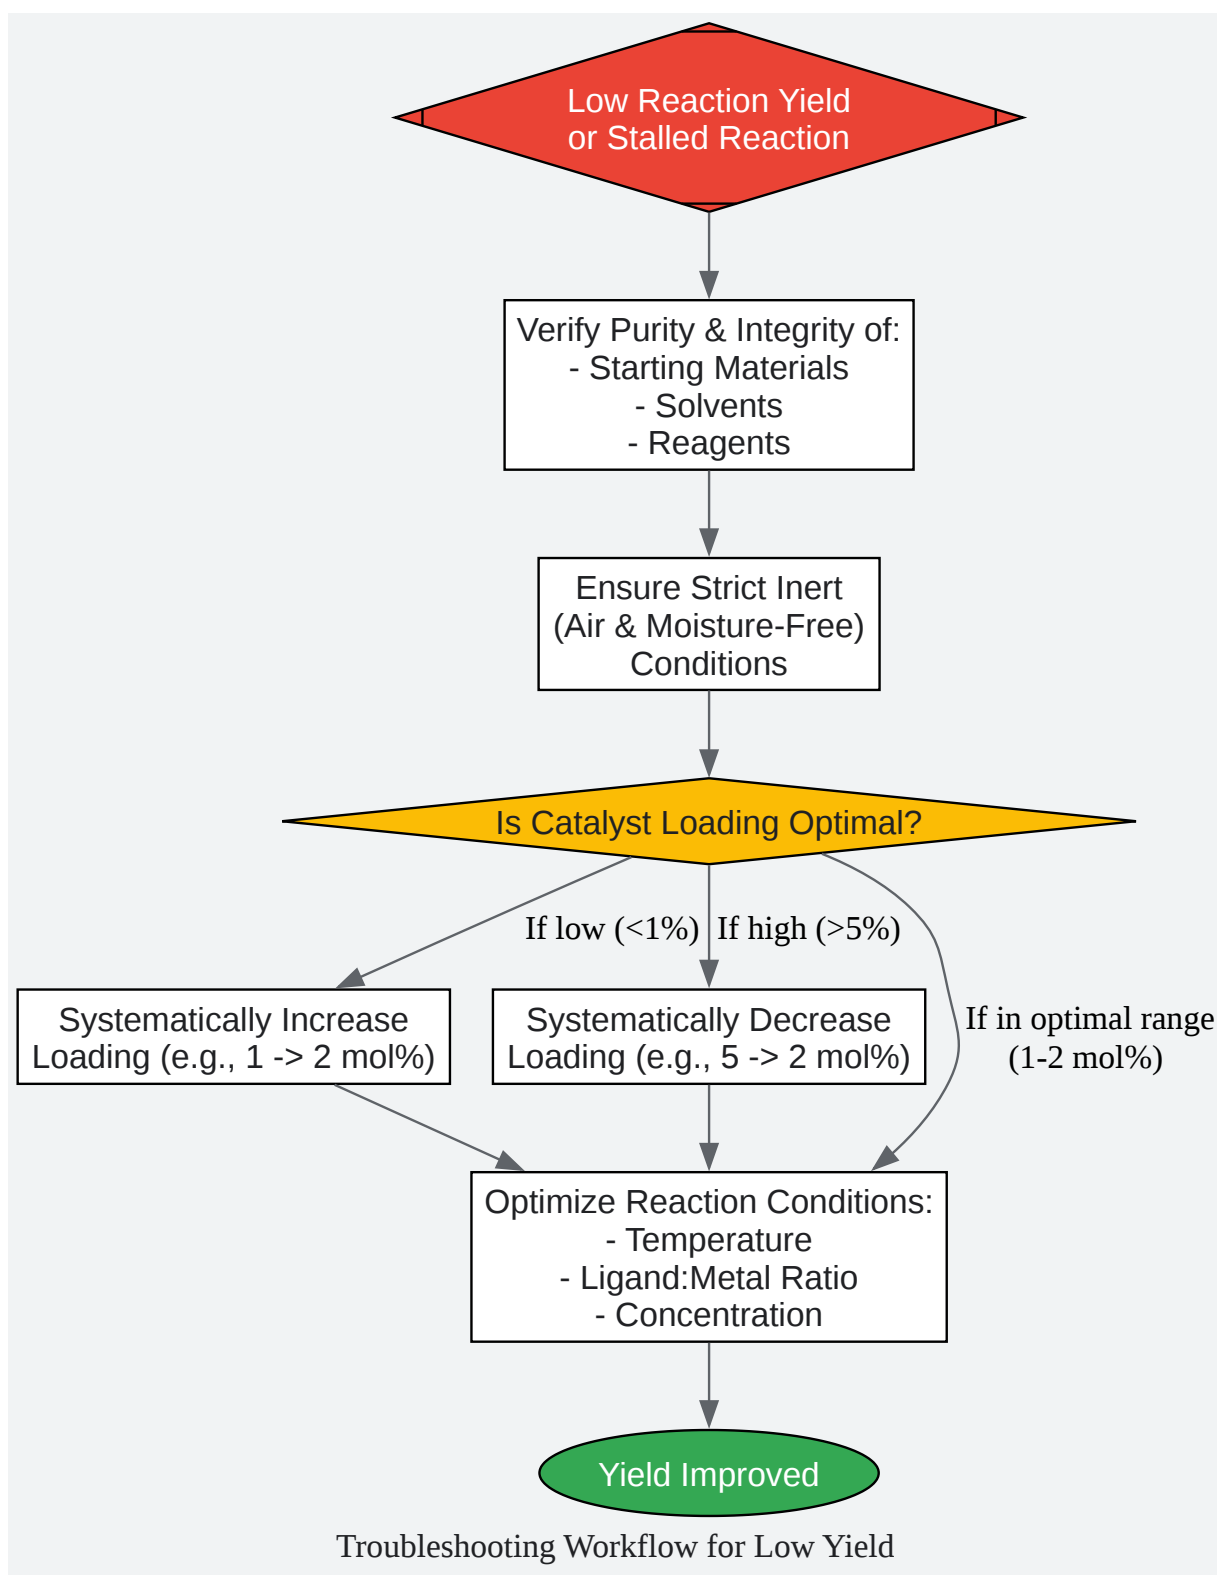 Low Reaction Yield
or Stalled Reaction
Verify Purity & Integrity of:
- Starting Materials
- Solvents
- Reagents
Ensure Strict Inert
(Air & Moisture-Free)
Conditions
Is Catalyst Loading Optimal?
If low (<1%)
If high (>5%)
If in optimal range
(1-2 mol%)
Systematically Increase
Loading (e.g., 1 -> 2 mol%)
Systematically Decrease
Loading (e.g., 5 -> 2 mol%)
Optimize Reaction Conditions:
- Temperature
- Ligand:Metal Ratio
- Concentration
Yield Improved
Troubleshooting Workflow for Low Yield